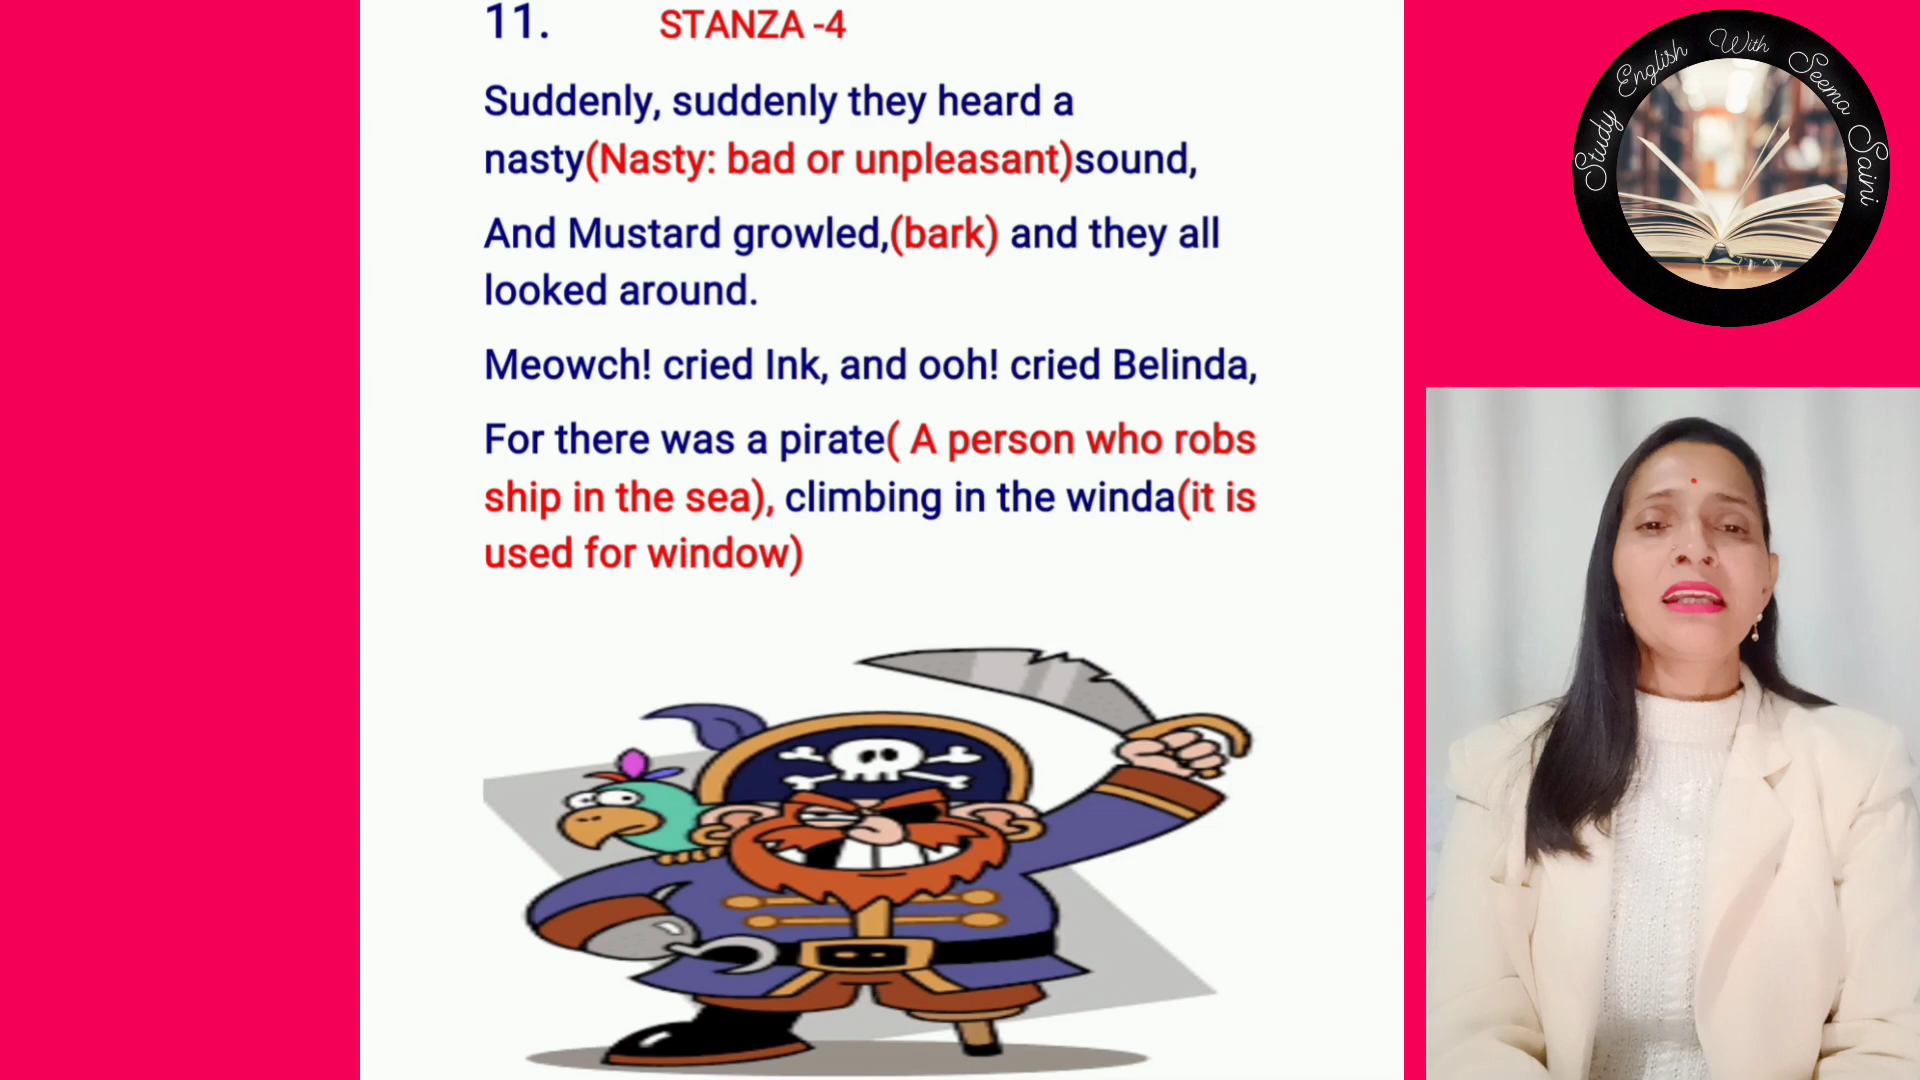 11. STANZA -4
Suddenly, suddenly they heard a
nasty(Nasty: bad or unpleasant)sound,
And Mustard growled,(bark) and they all
looked around.
Meowch! cried Ink, and ooh! cried Belinda,
For there was a pirate( A person who robs
ship in the sea), climbing in the winda(it is
used for window)
Study English With Seema Saini